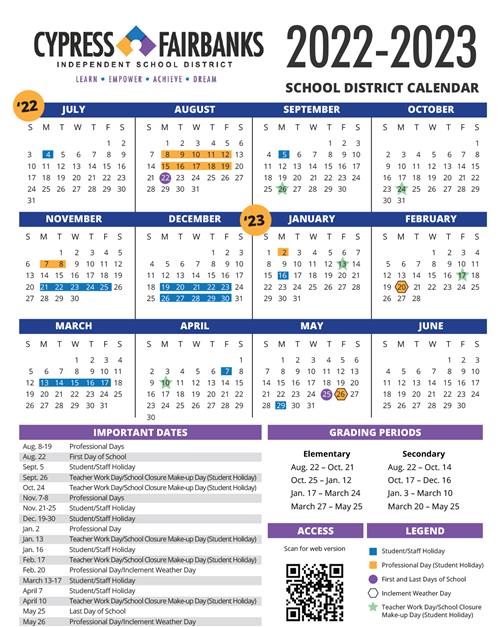 CYPRESS FAIRBANKS
INDEPENDENT SCHOOL DISTRICT
LEARN • EMPOWER • ACHIEVE • DREAM
2022-2023
SCHOOL DISTRICT CALENDAR
'22
JULY
S M T W T F S
1 2
3 4 5 6 7 8 9
10 11 12 13 14 15 16
17 18 19 20 21 22 23
24 25 26 27 28 29 30
31
AUGUST
S M T W T F S
1 2 3 4 5 6
7 8 9 10 11 12 13
14 15 16 17 18 19 20
21 22 23 24 25 26 27
28 29 30 31
SEPTEMBER
S M T W T F S
1 2 3
4 5 6 7 8 9 10
11 12 13 14 15 16 17
18 19 20 21 22 23 24
25 26 27 28 29 30
OCTOBER
S M T W T F S
1
2 3 4 5 6 7 8
9 10 11 12 13 14 15
16 17 18 19 20 21 22
23 24 25 26 27 28 29
30 31
NOVEMBER
S M T W T F S
1 2 3 4 5
6 7 8 9 10 11 12
13 14 15 16 17 18 19
20 21 22 23 24 25 26
27 28 29 30
DECEMBER
S M T W T F S
1 2 3
4 5 6 7 8 9 10
11 12 13 14 15 16 17
18 19 20 21 22 23 24
25 26 27 28 29 30 31
'23
JANUARY
S M T W T F S
1 2 3 4 5 6 7
8 9 10 11 12 13 14
15 16 17 18 19 20 21
22 23 24 25 26 27 28
29 30 31
FEBRUARY
S M T W T F S
1 2 3 4
5 6 7 8 9 10 11
12 13 14 15 16 17 18
19 20 21 22 23 24 25
26 27 28
MARCH
S M T W T F S
1 2 3 4
5 6 7 8 9 10 11
12 13 14 15 16 17 18
19 20 21 22 23 24 25
26 27 28 29 30 31
APRIL
S M T W T F S
1
2 3 4 5 6 7 8
9 10 11 12 13 14 15
16 17 18 19 20 21 22
23 24 25 26 27 28 29
30
MAY
S M T W T F S
1 2 3 4 5 6
7 8 9 10 11 12 13
14 15 16 17 18 19 20
21 22 23 24 25 26 27
28 29 30 31
JUNE
S M T W T F S
1 2 3
4 5 6 7 8 9 10
11 12 13 14 15 16 17
18 19 20 21 22 23 24
25 26 27 28 29 30
IMPORTANT DATES
Aug. 8-19 Professional Days
Aug. 22 First Day of School
Sept. 5 Student/Staff Holiday
Sept. 26 Teacher Work Day/School Closure Make-up Day (Student Holiday)
Oct. 24 Teacher Work Day/School Closure Make-up Day (Student Holiday)
Nov. 7-8 Professional Days
Nov. 21-25 Student/Staff Holiday
Dec. 19-30 Student/Staff Holiday
Jan. 2 Professional Day
Jan. 13 Teacher Work Day/School Closure Make-up Day (Student Holiday)
Jan. 16 Student/Staff Holiday
Feb. 17 Teacher Work Day/School Closure Make-up Day (Student Holiday)
Feb. 20 Professional Day/Inclement Weather Day
March 13-17 Student/Staff Holiday
April 7 Student/Staff Holiday
April 10 Teacher Work Day/School Closure Make-up Day (Student Holiday)
May 25 Last Day of School
May 26 Professional Day/Inclement Weather Day
GRADING PERIODS
Elementary Secondary
Aug. 22 – Oct. 21 Aug. 22 – Oct. 14
Oct. 25 – Jan. 12 Oct. 17 – Dec. 16
Jan. 17 – March 24 Jan. 3 – March 10
March 27 – May 25 March 20 – May 25
ACCESS
Scan for web version
LEGEND
Student/Staff Holiday
Professional Day (Student Holiday)
First and Last Days of School
Inclement Weather Day
Teacher Work Day/School Closure
Make-up Day (Student Holiday)